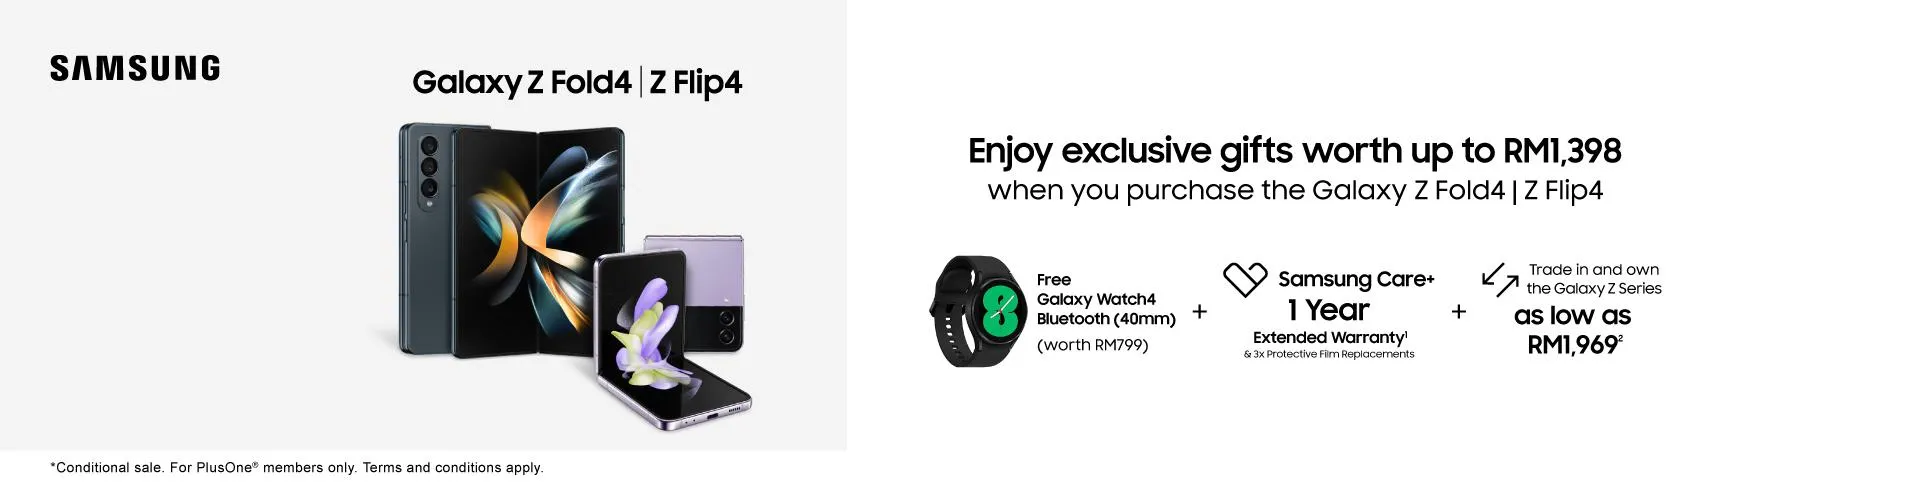 SAMSUNG
Galaxy Z Fold4 | Z Flip4
Enjoy exclusive gifts worth up to RM1,398
when you purchase the Galaxy Z Fold4 | Z Flip4
Free
Galaxy Watch4
Bluetooth (40mm)
(worth RM799)
+
Samsung Care+
1 Year
Extended Warranty¹
& 3x Protective Film Replacements
+
Trade in and own
the Galaxy Z Series
as low as
RM1,969²
*Conditional sale. For PlusOne® members only. Terms and conditions apply.